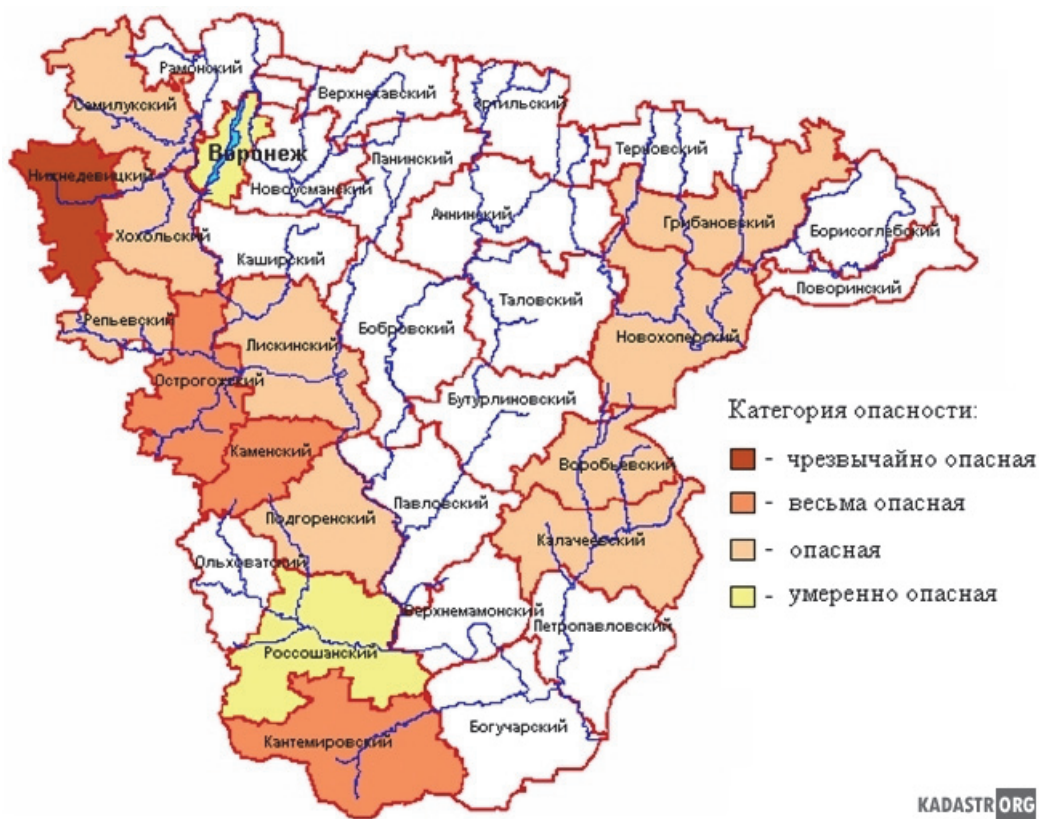 Рамонский
Верхнехавский
Эртильский
Семилукский
Воронеж
Панинский
Терновский
Нижнедевицкий
Новоусманский
Аннинский
Грибановский
Борисоглебский
Хохольский
Каширский
Поворинский
Таловский
Репьевский
Бобровский
Новохоперский
Лискинский
Острогожский
Бутурлиновский
Каменский
Воробьевский
Павловский
Подгоренский
Калачеевский
Ольховатский
Верхнемамонский
Петропавловский
Россошанский
Богучарский
Кантемировский
Категория опасности:
- чрезвычайно опасная
- весьма опасная
- опасная
- умеренно опасная
KADASTR ORG